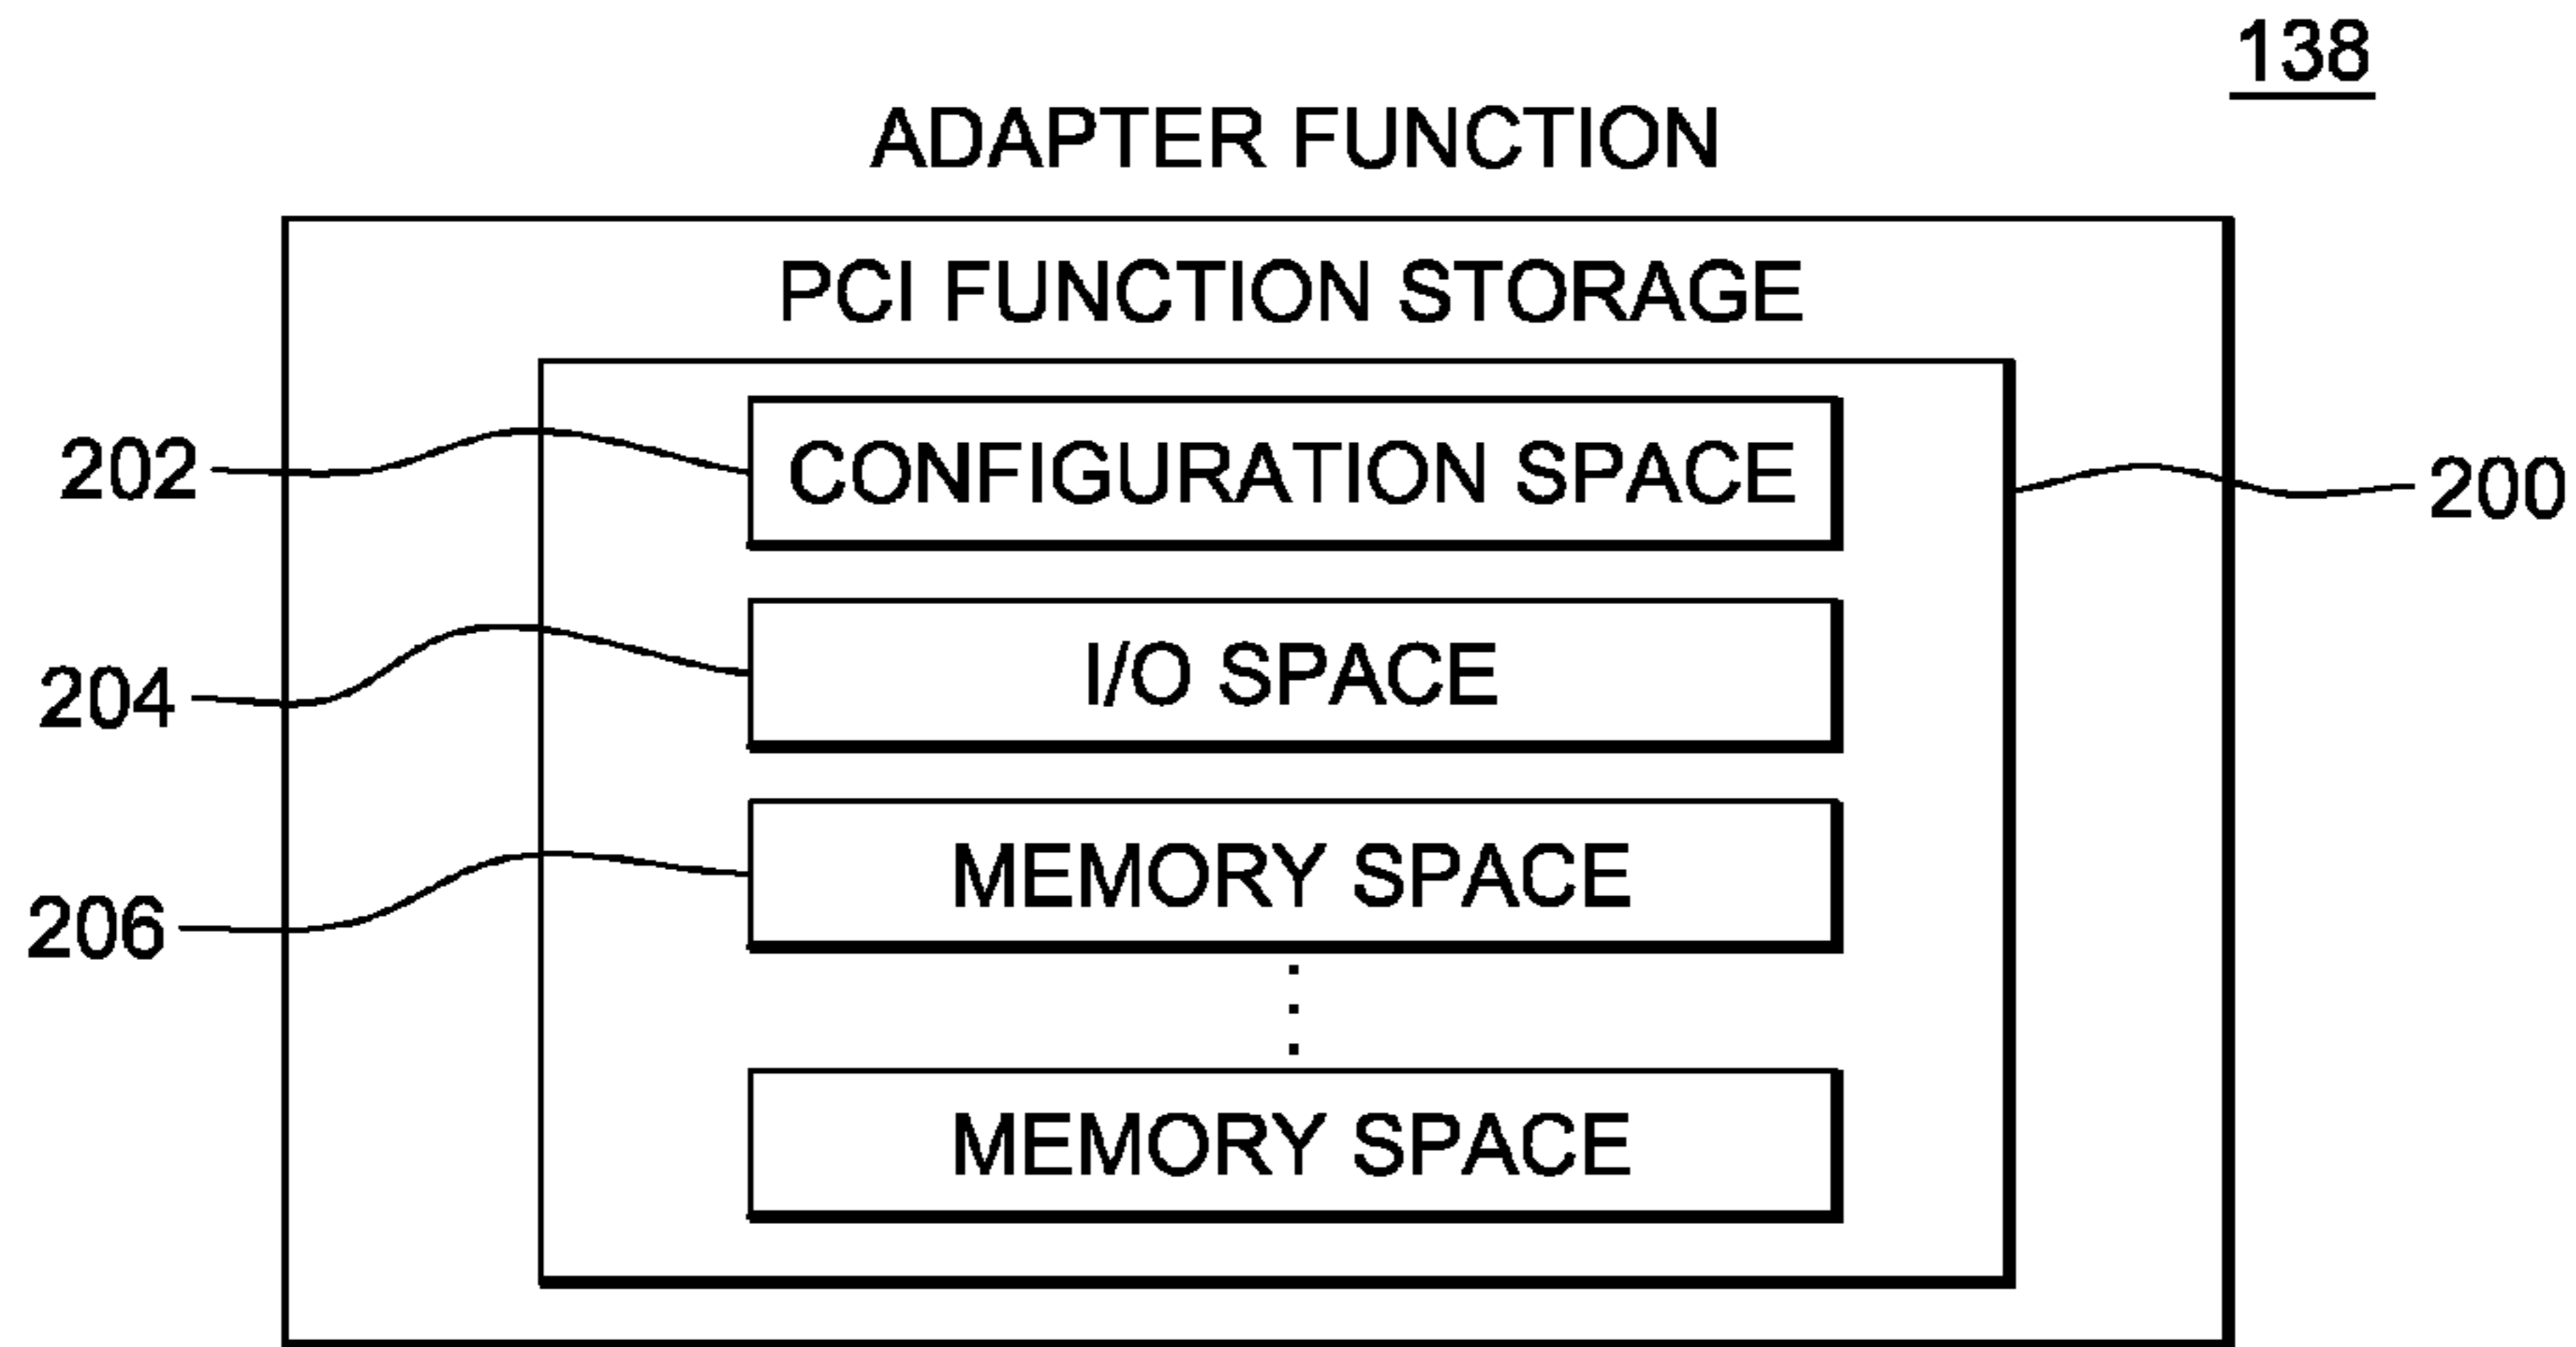 138
ADAPTER FUNCTION
PCI FUNCTION STORAGE
202
CONFIGURATION SPACE
200
204
I/O SPACE
206
MEMORY SPACE
MEMORY SPACE